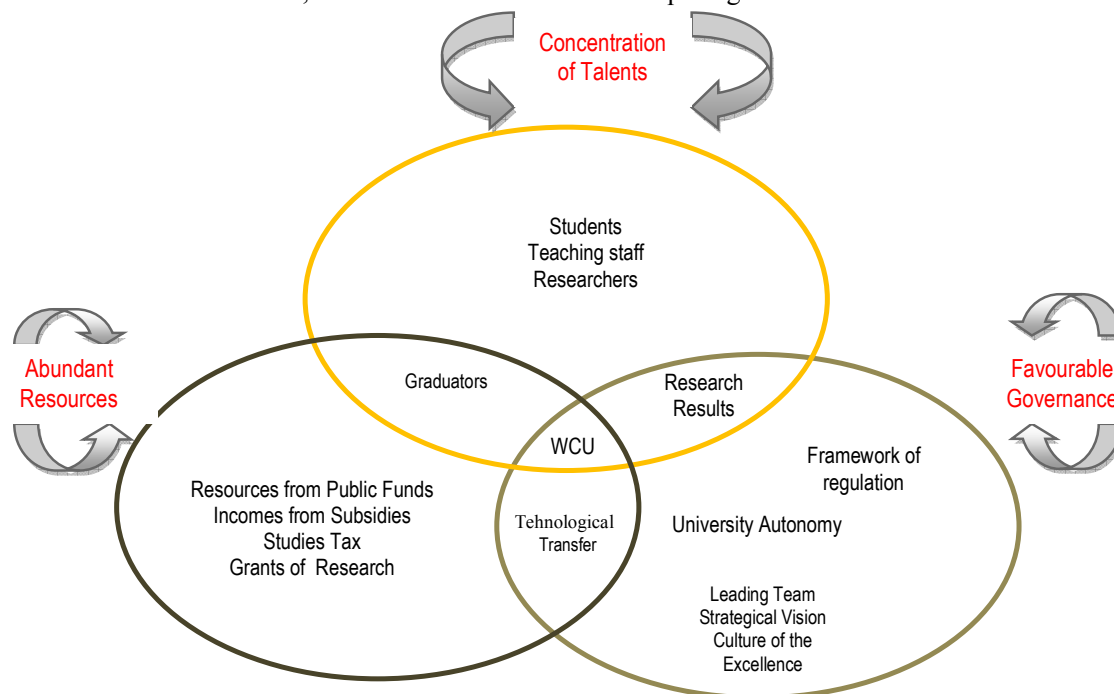 Concentration
of Talents
Students
Teaching staff
Researchers
Abundant
Resources
Graduators
Research
Results
Favourable
Governance
WCU
Framework of
regulation
Resources from Public Funds
Incomes from Subsidies
Studies Tax
Grants of Research
Tehnological
Transfer
University Autonomy
Leading Team
Strategical Vision
Culture of the
Excellence